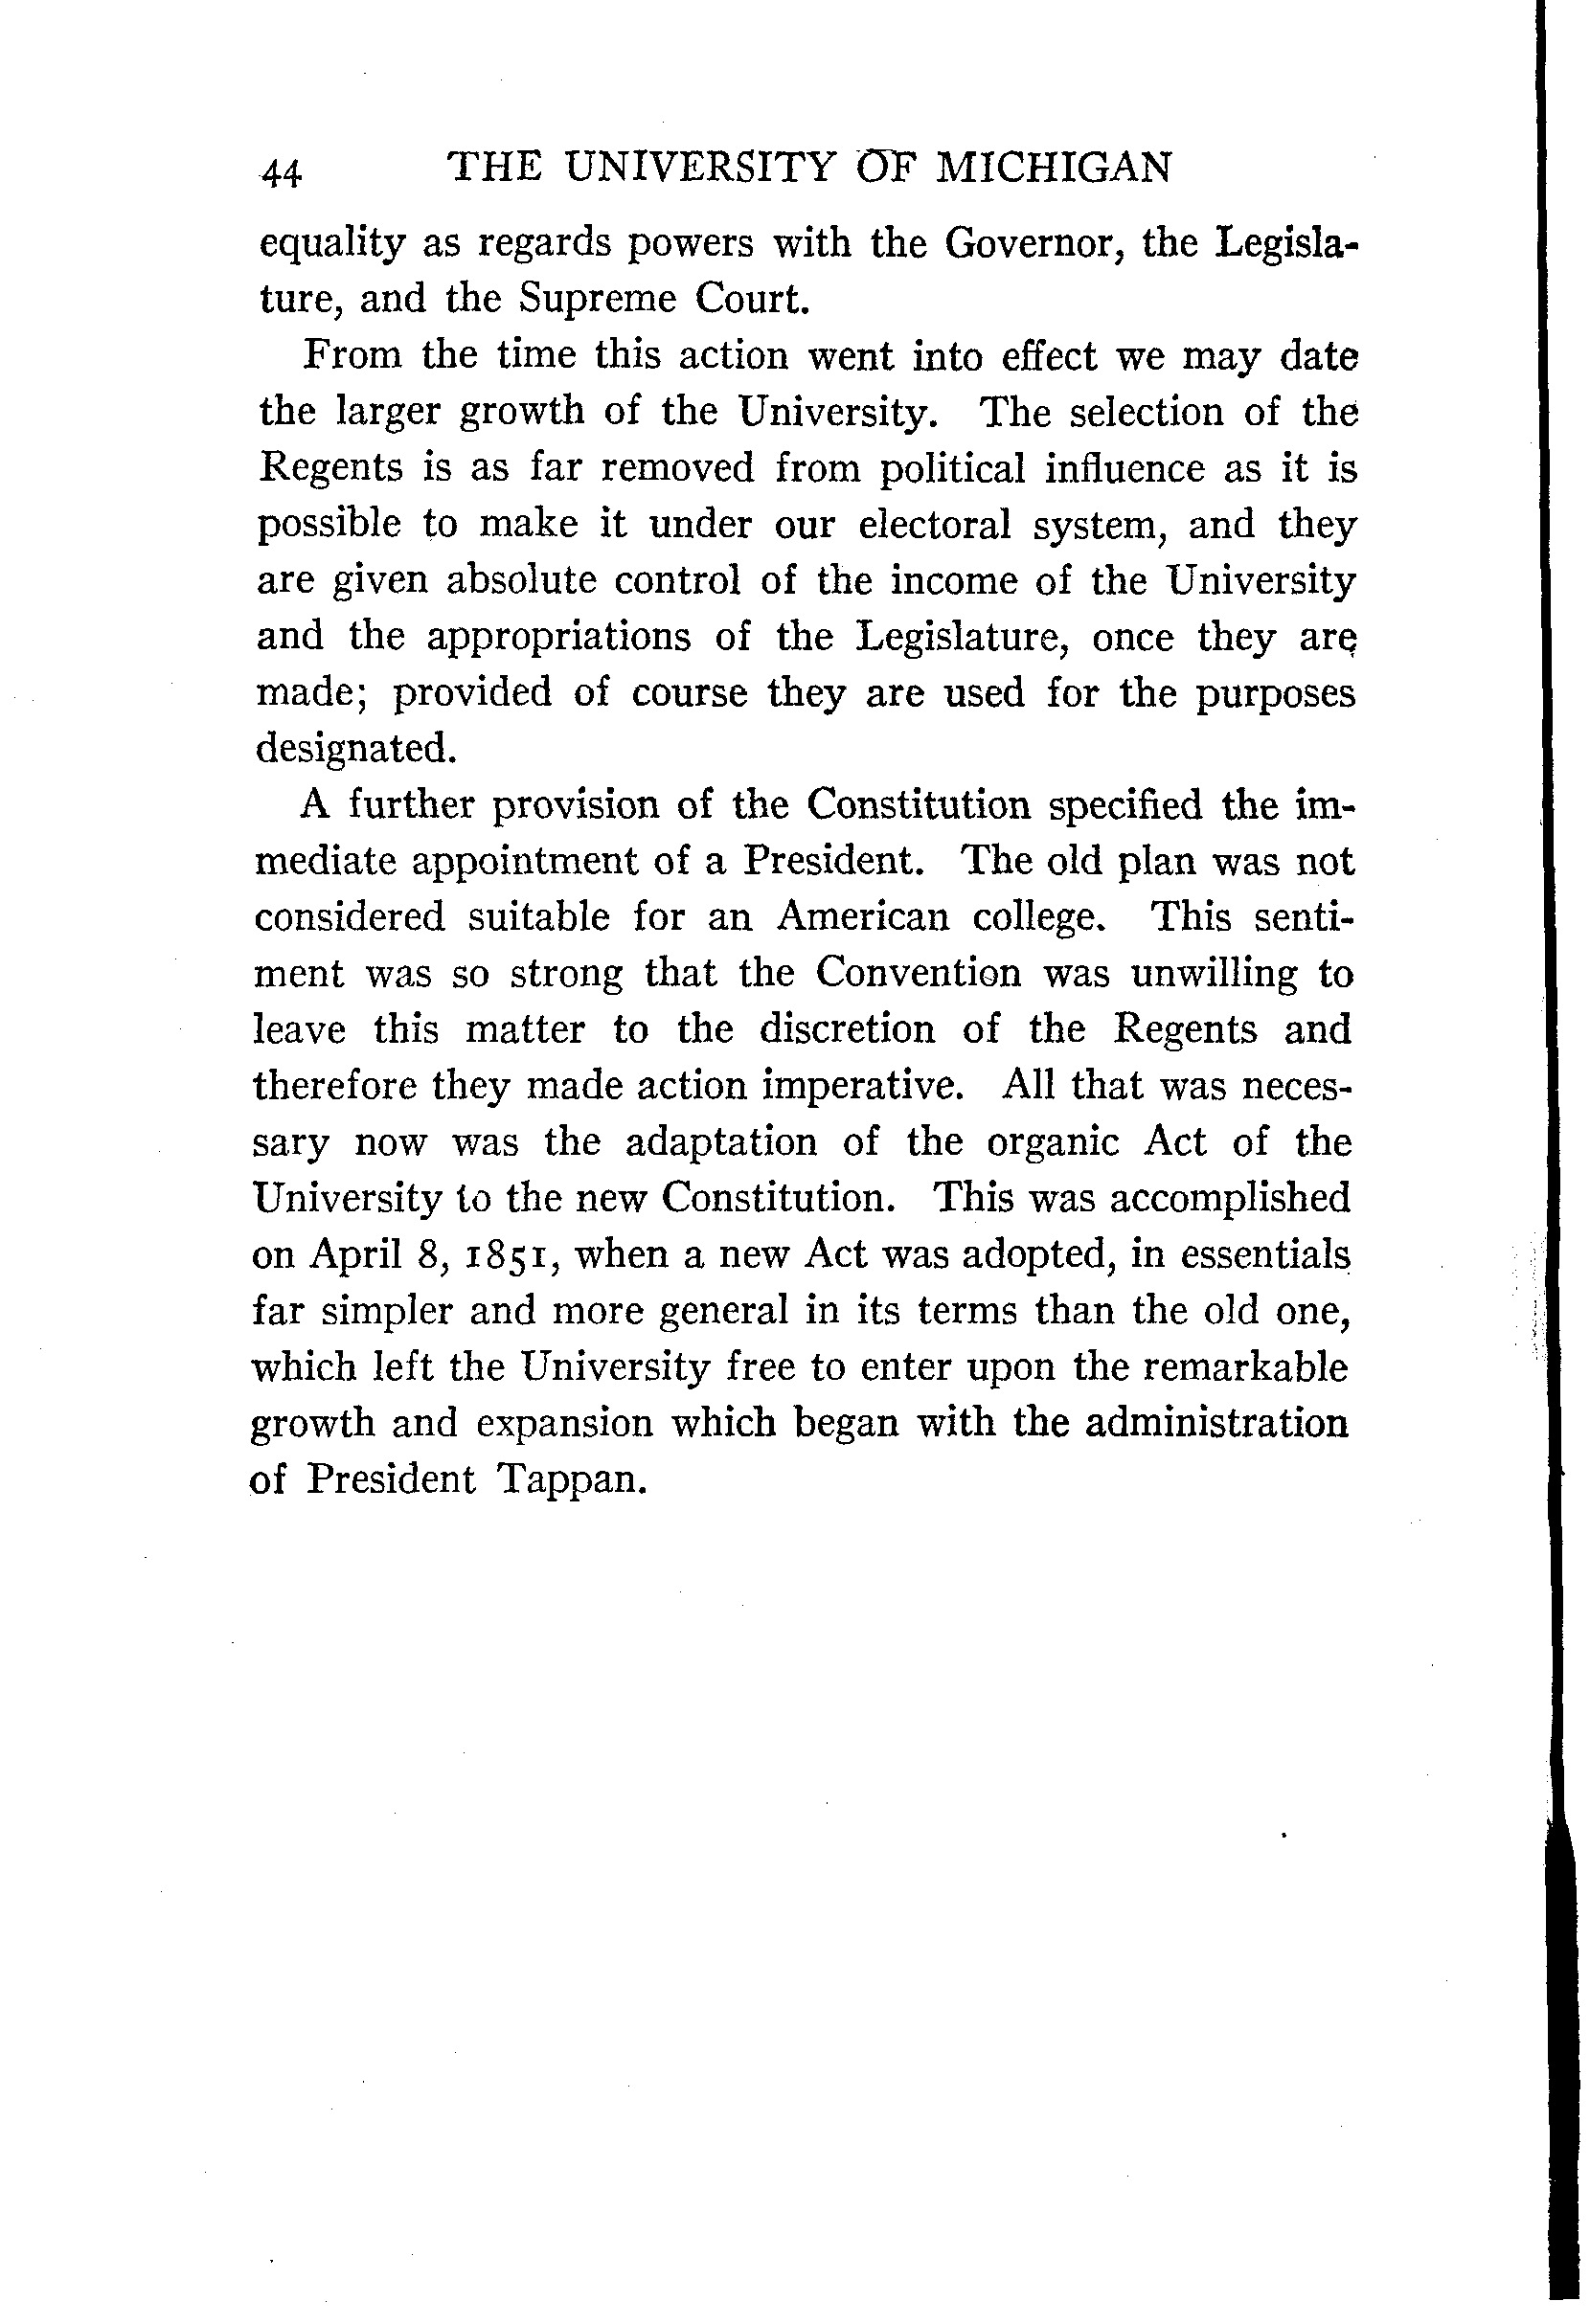 44 THE UNIVERSITY OF MICHIGAN
equality as regards powers with the Governor, the Legisla-
ture, and the Supreme Court.
From the time this action went into effect we may date
the larger growth of the University. The selection of the
Regents is as far removed from political influence as it is
possible to make it under our electoral system, and they
are given absolute control of the income of the University
and the appropriations of the Legislature, once they are
made; provided of course they are used for the purposes
designated.
A further provision of the Constitution specified the im-
mediate appointment of a President. The old plan was not
considered suitable for an American college. This senti-
ment was so strong that the Convention was unwilling to
leave this matter to the discretion of the Regents and
therefore they made action imperative. All that was neces-
sary now was the adaptation of the organic Act of the
University to the new Constitution. This was accomplished
on April 8, 1851, when a new Act was adopted, in essentials
far simpler and more general in its terms than the old one,
which left the University free to enter upon the remarkable
growth and expansion which began with the administration
of President Tappan.